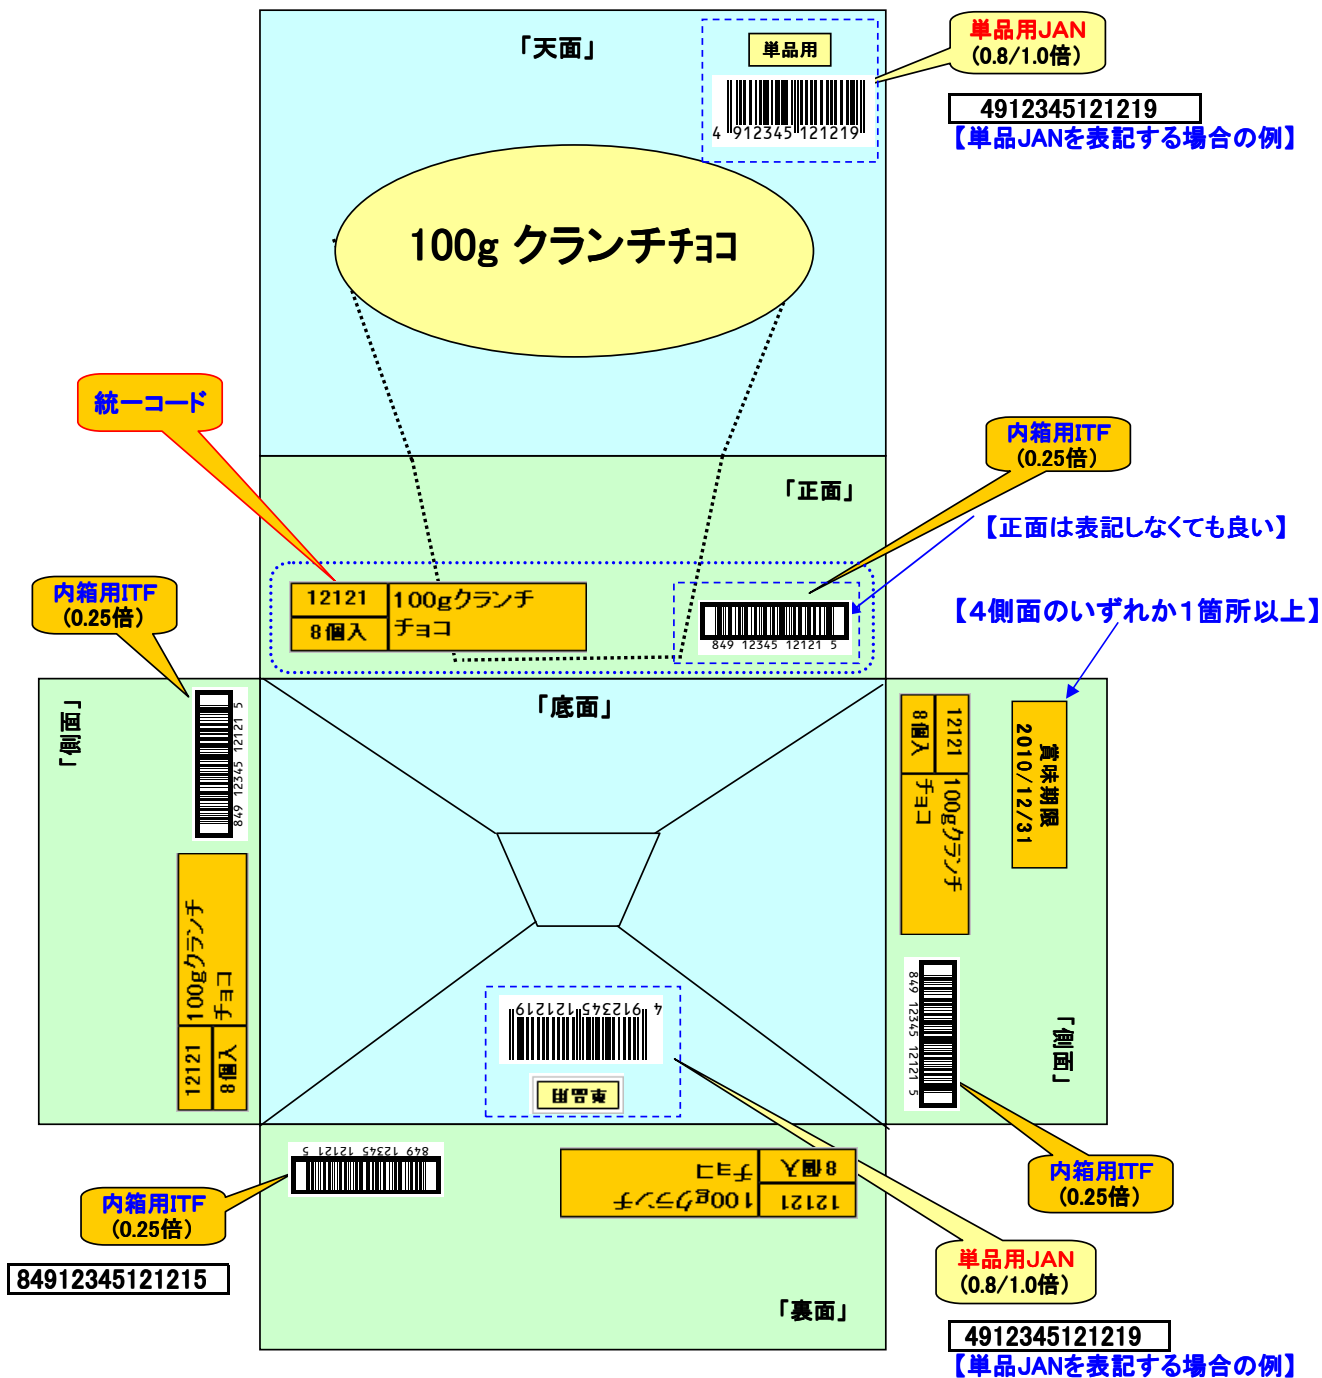 「天面」
単品用
4 912345 121219
単品用JAN
(0.8/1.0倍)
4912345121219
【単品JANを表記する場合の例】
100g クランチチョコ
統一コード
「正面」
内箱用ITF
(0.25倍)
【正面は表記しなくても良い】
12121
8個入
100gクランチ
チョコ
849 12345 12121 5
【４側面のいずれか１箇所以上】
内箱用ITF
(0.25倍)
「側面」
849 12345 12121 5
100gクランチ
チョコ
12121
8個入
「底面」
4 912345 121219
単品用
12121
8個入
100gクランチ
チョコ
賞味期限
2010/12/31
849 12345 12121 5
「側面」
内箱用ITF
(0.25倍)
849 12345 12121 5
内箱用ITF
(0.25倍)
84912345121215
12121
8個入
100gクランチ
チョコ
「裏面」
単品用JAN
(0.8/1.0倍)
4912345121219
【単品JANを表記する場合の例】